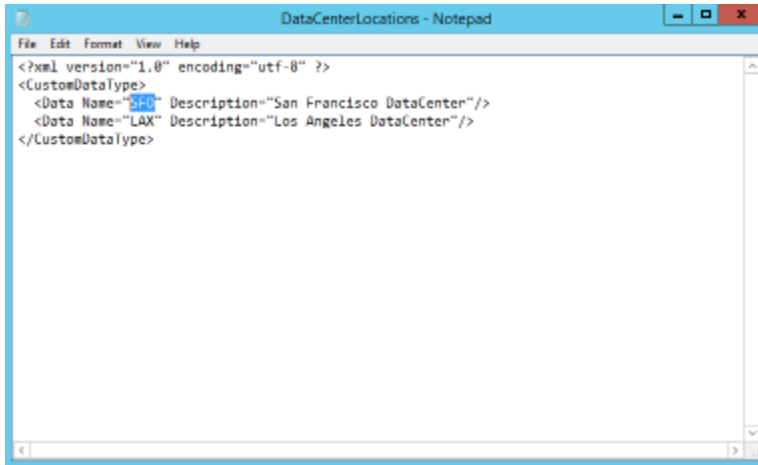 DataCenterLocations - Notepad
File Edit Format View Help
<?xml version="1.0" encoding="utf-8" ?>
<CustomDataType>
  <Data Name="SFO" Description="San Francisco DataCenter"/>
  <Data Name="LAX" Description="Los Angeles DataCenter"/>
</CustomDataType>